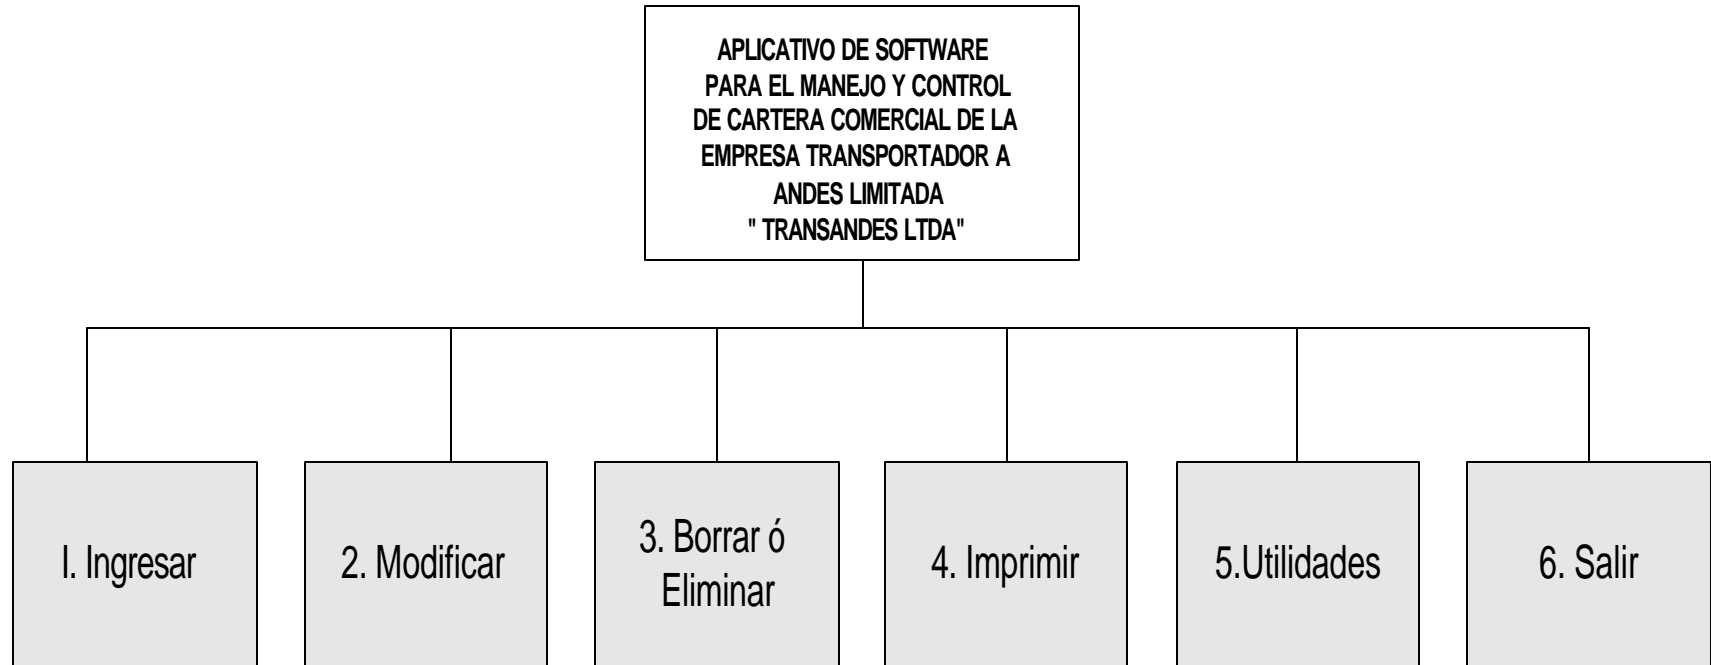 APLICATIVO DE SOFTWARE
PARA EL MANEJO Y CONTROL
DE CARTERA COMERCIAL DE LA
EMPRESA TRANSPORTADOR A
ANDES LIMITADA
" TRANSANDES LTDA"
I. Ingresar
2. Modificar
3. Borrar ó
Eliminar
4. Imprimir
5.Utilidades
6. Salir